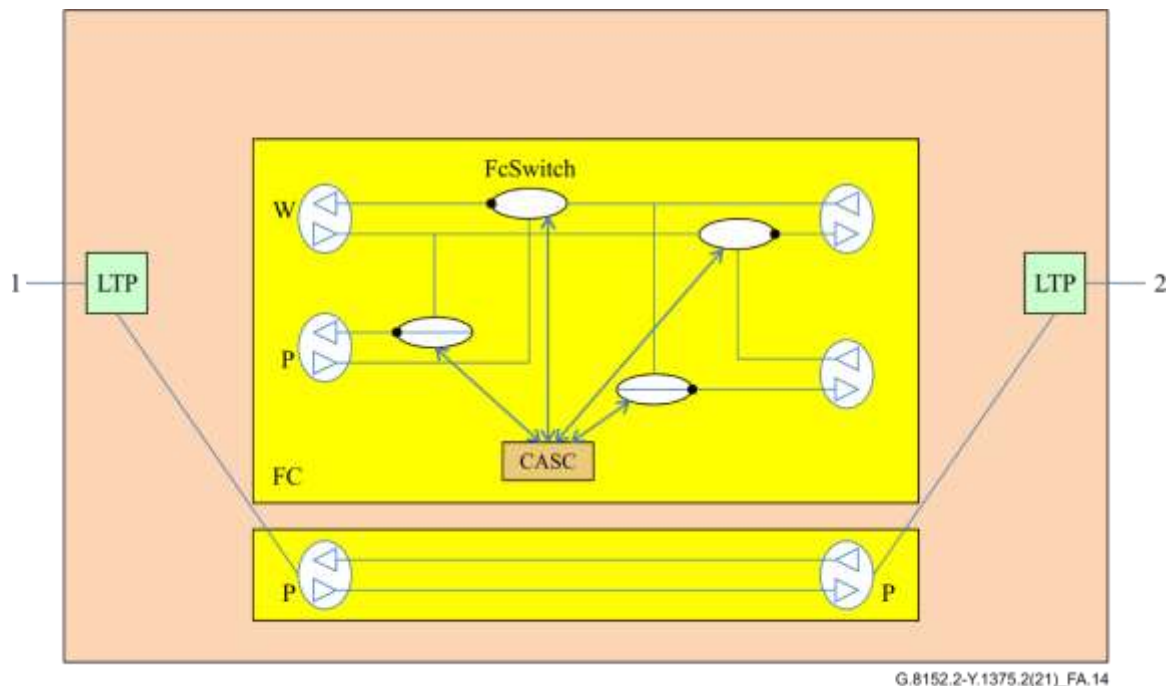 FcSwitch
W
1
LTP
LTP
2
P
CASC
FC
P
P
G.8152.2-Y.1375.2(21)_FA.14